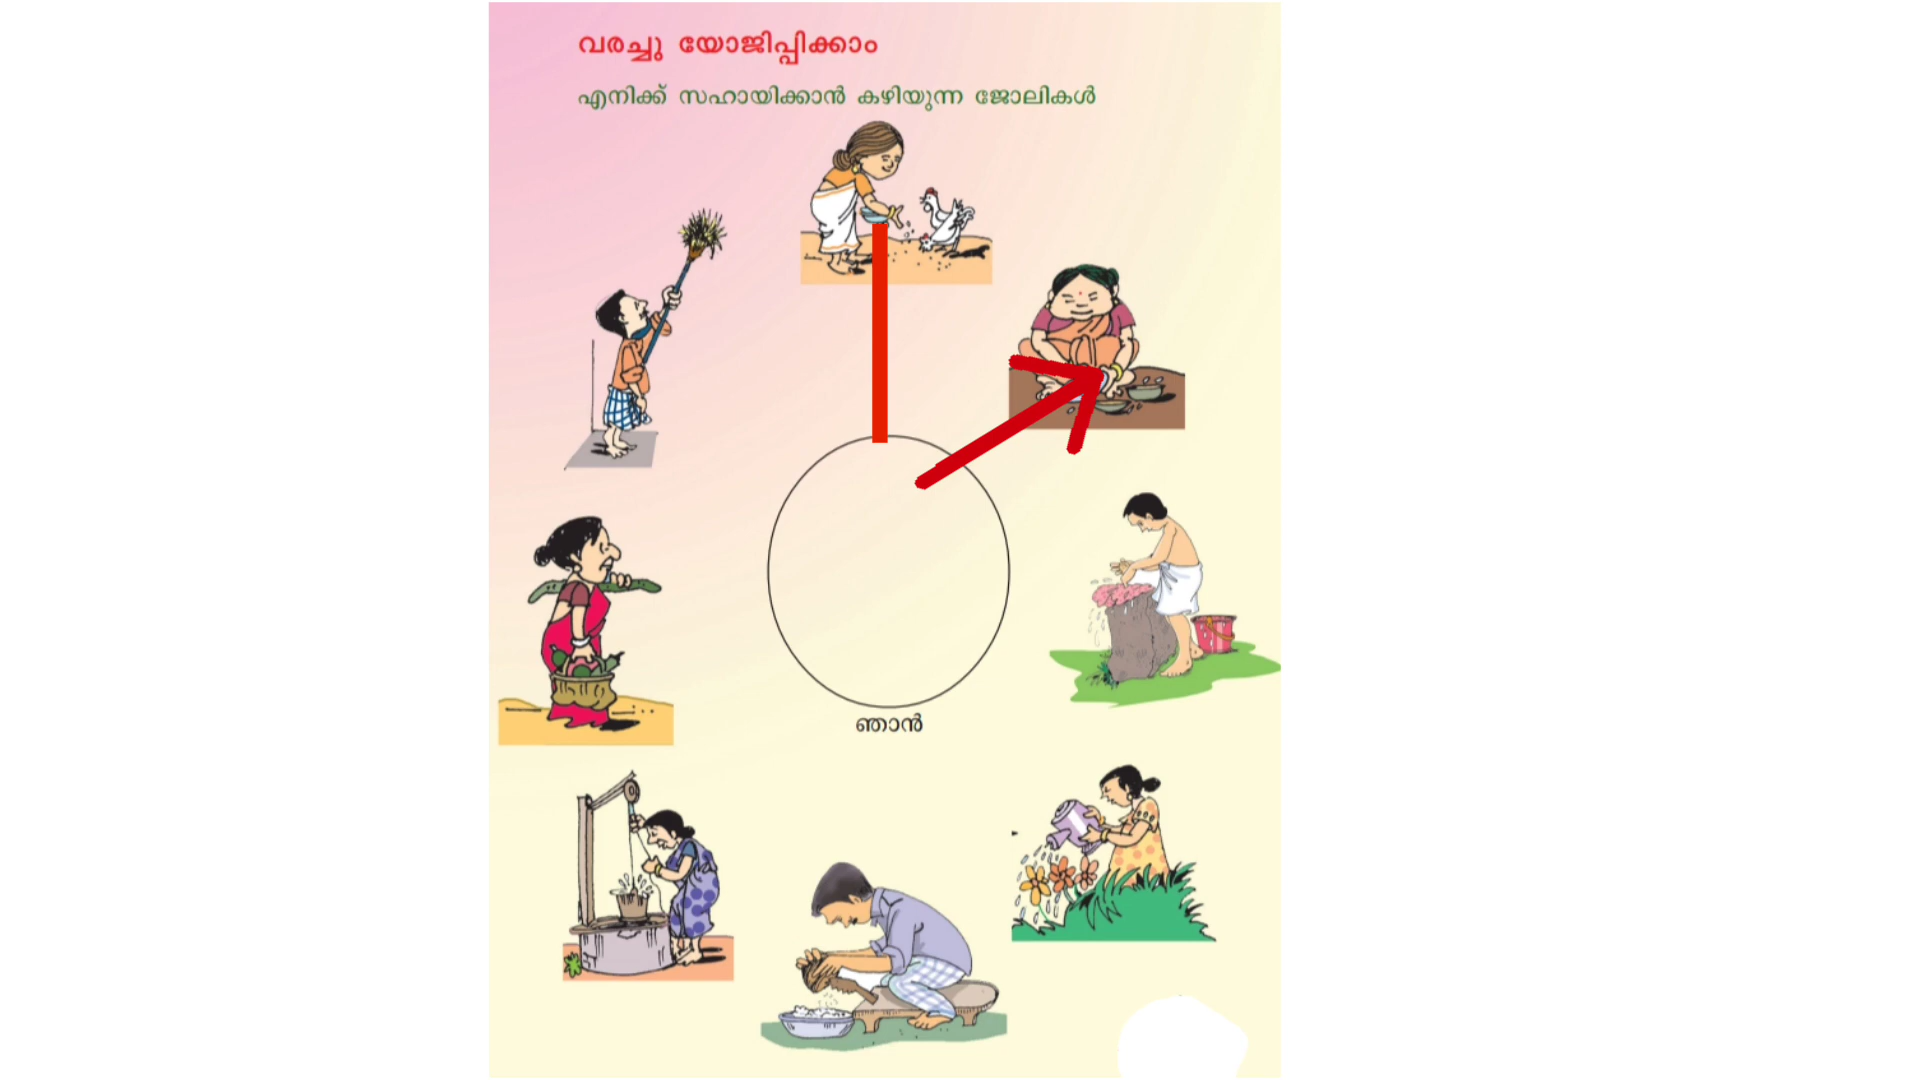 വരച്ചു യോജിപ്പിക്കാം
എനിക്ക് സഹായിക്കാൻ കഴിയുന്ന ജോലികൾ
ഞാൻ